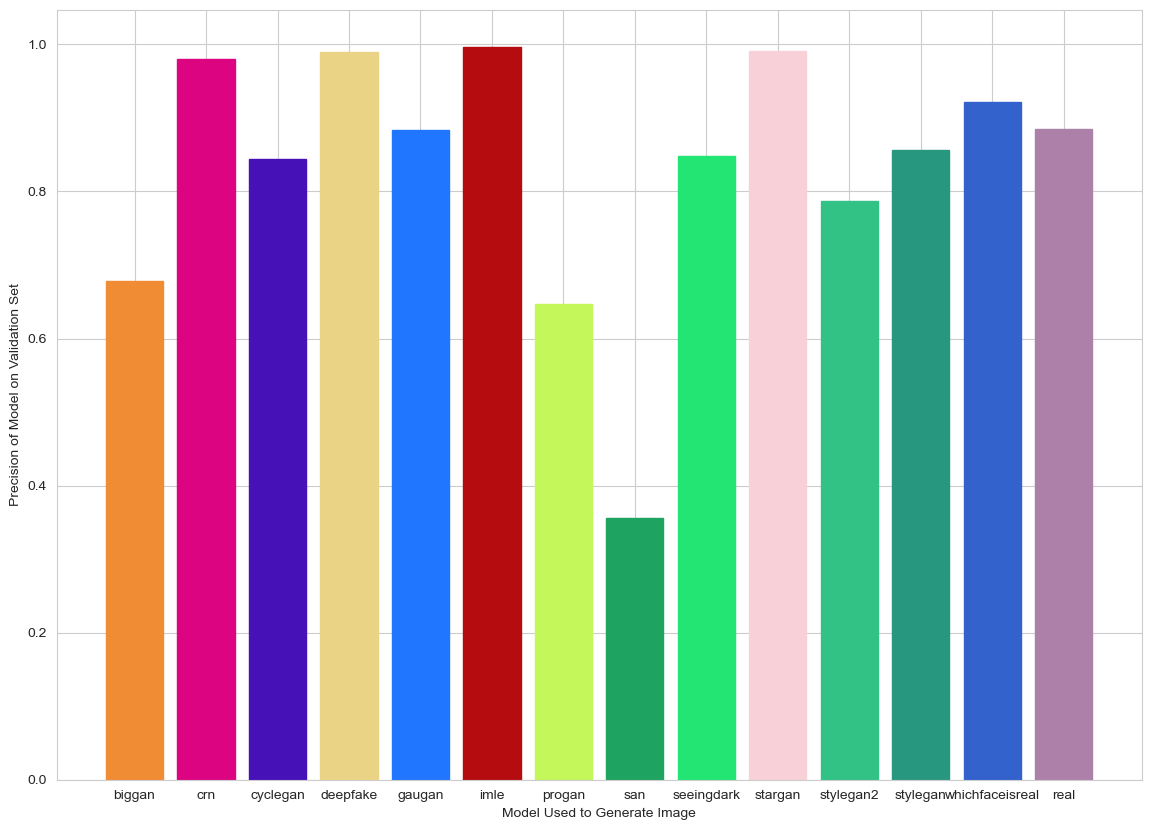 Precision of Model on Validation Set
1.0
0.8
0.6
0.4
0.2
0.0
biggan crn cyclegan deepfake gaugan imle progan san seeingdark stargan stylegan2 stylegan whichfaceisreal real
Model Used to Generate Image